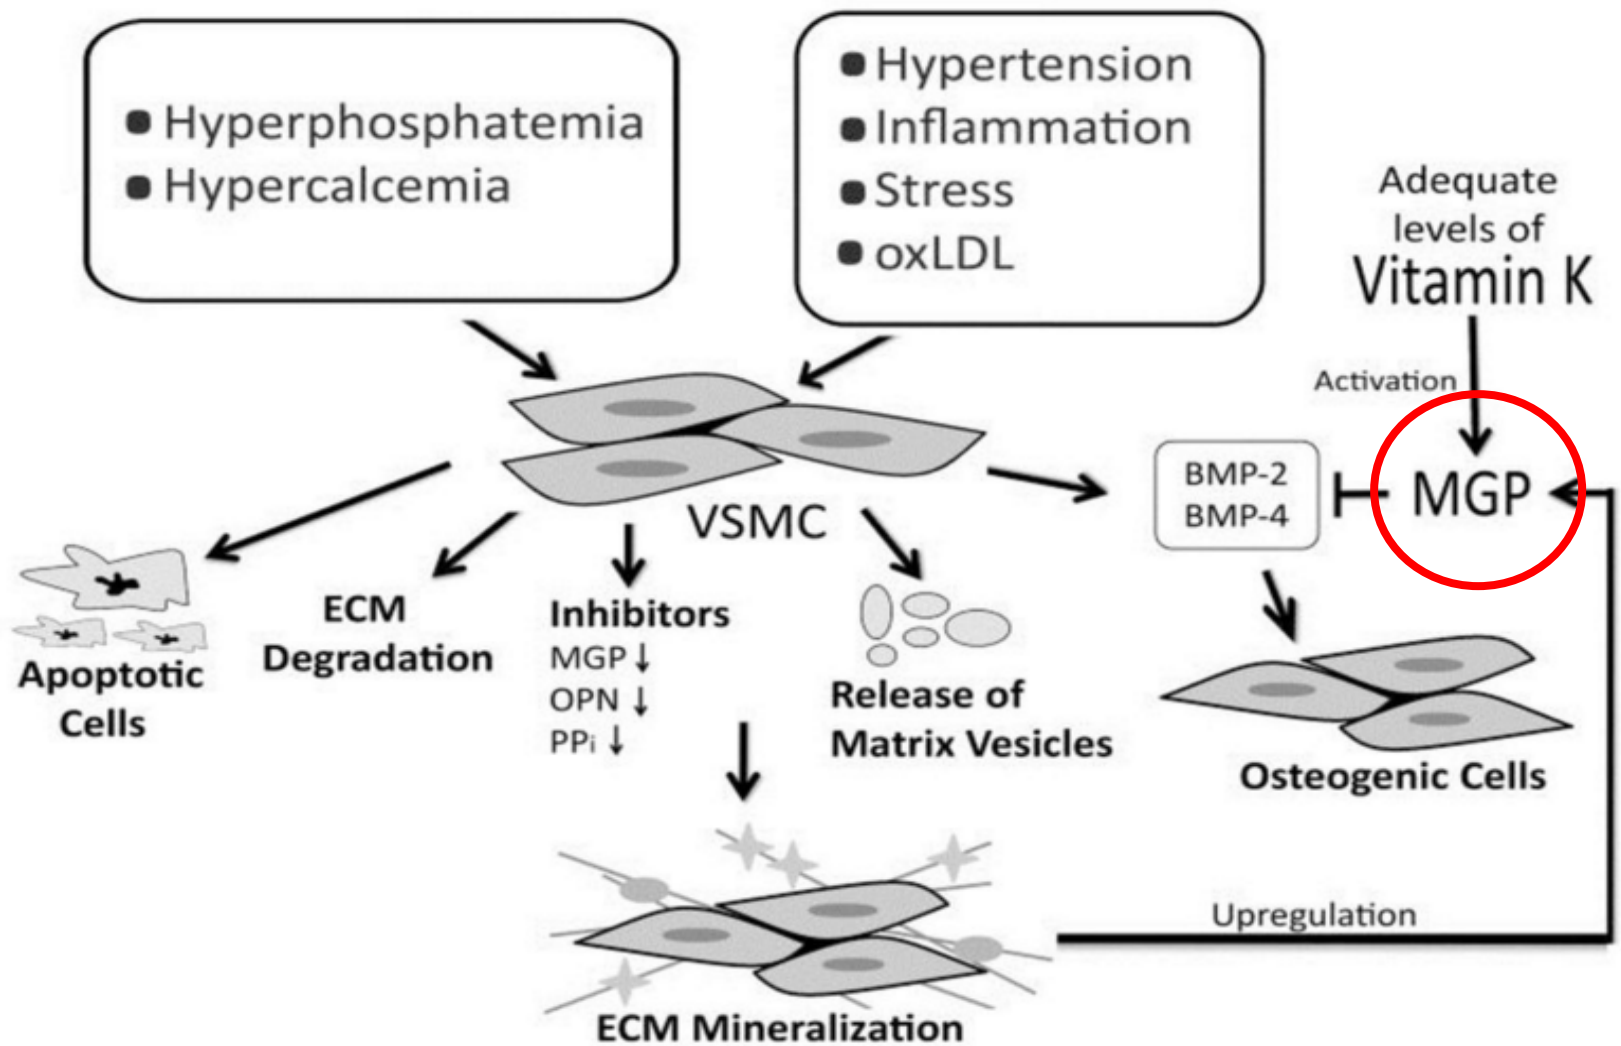 Hyperphosphatemia
Hypercalcemia
Hypertension
Inflammation
Stress
oxLDL
Adequate
levels of
Vitamin K
Activation
BMP-2
BMP-4
MGP
VSMC
Apoptotic
Cells
ECM
Degradation
Inhibitors
MGP ↓
OPN ↓
PPi ↓
Release of
Matrix Vesicles
Osteogenic Cells
Upregulation
ECM Mineralization